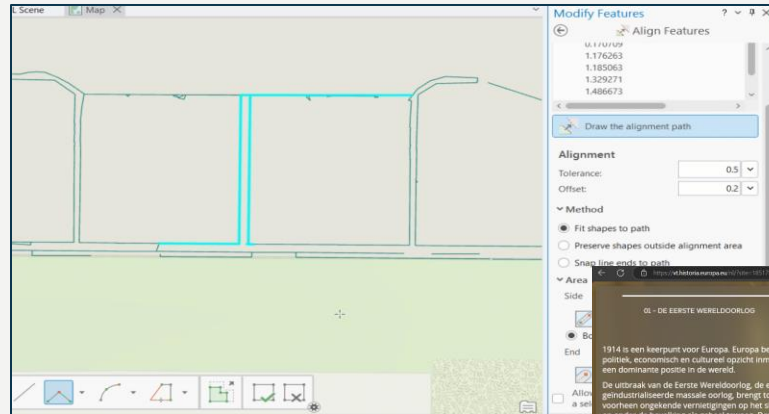 Scene
Map
Modify Features
Align Features
0.170709
1.176263
1.185063
1.329271
1.486673
Draw the alignment path
Alignment
Tolerance: 0.5
Offset: 0.2
Method
Fit shapes to path
Preserve shapes outside alignment area
Snap line ends to path
Area
Side
End
01 - DE EERSTE WERELDOORLOG
1914 is een keerpunt voor Europa. Europa
politiek, economisch en cultureel opzicht
een dominante positie in de wereld.
De uitbraak van de Eerste Wereldoorlog, de
geïndustrialiseerde massale oorlog, brengt
voorheen ongekende vernietigingen op het